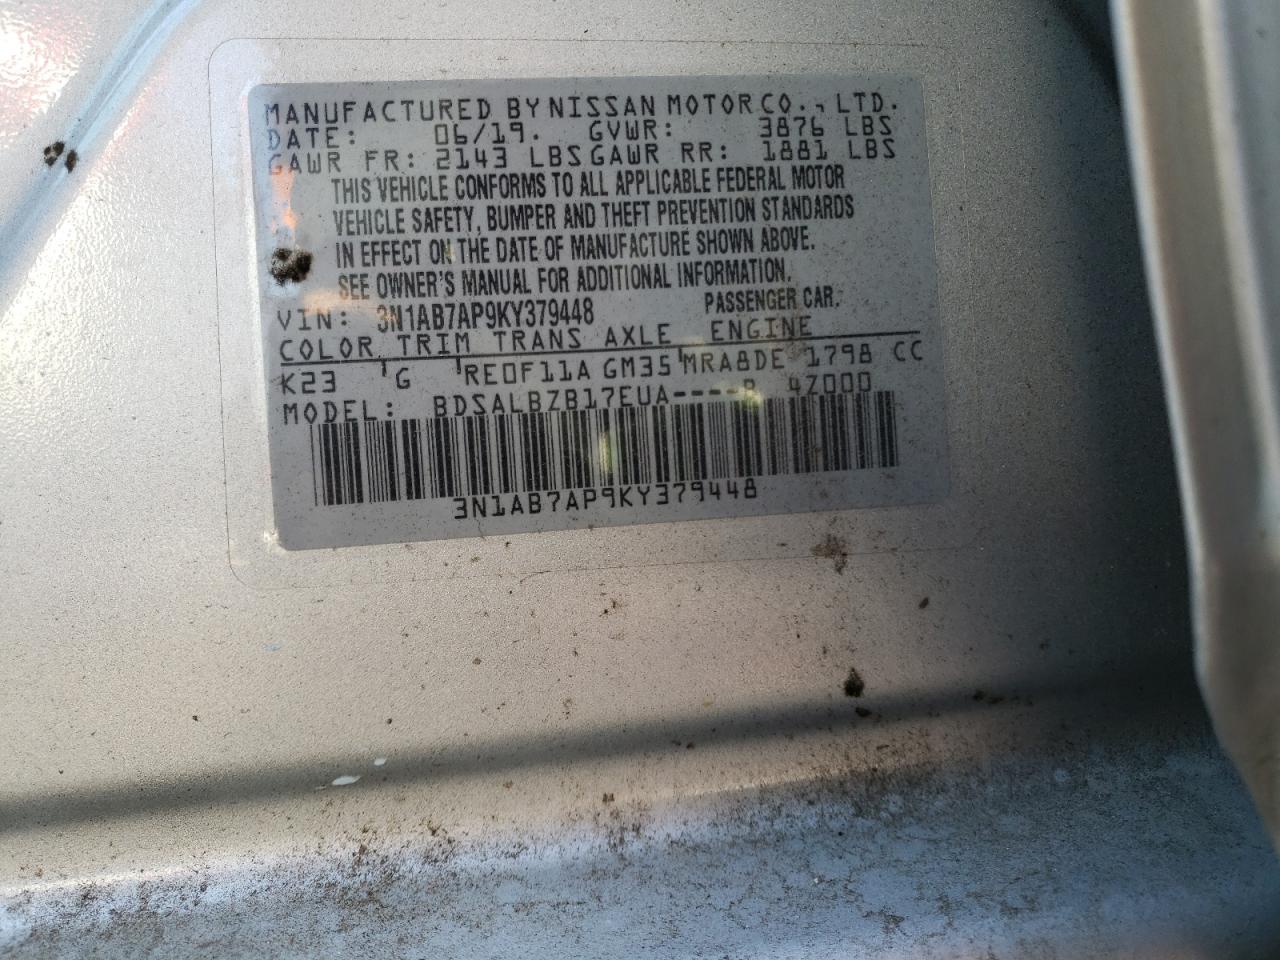 MANUFACTURED BY NISSAN MOTOR CO., LTD.
DATE: 06/19. GVWR: 3876 LBS
GAWR FR: 2143 LBS GAWR RR: 1881 LBS
THIS VEHICLE CONFORMS TO ALL APPLICABLE FEDERAL MOTOR
VEHICLE SAFETY, BUMPER AND THEFT PREVENTION STANDARDS
IN EFFECT ON THE DATE OF MANUFACTURE SHOWN ABOVE.
SEE OWNER'S MANUAL FOR ADDITIONAL INFORMATION.
VIN: 3N1AB7AP9KY379448 PASSENGER CAR.
COLOR TRIM TRANS AXLE ENGINE
K23 G RE0F11A GM35 MRA8DE 1798 CC
MODEL: BDSALBZB17EUA----B 4Z000
3N1AB7AP9KY379448